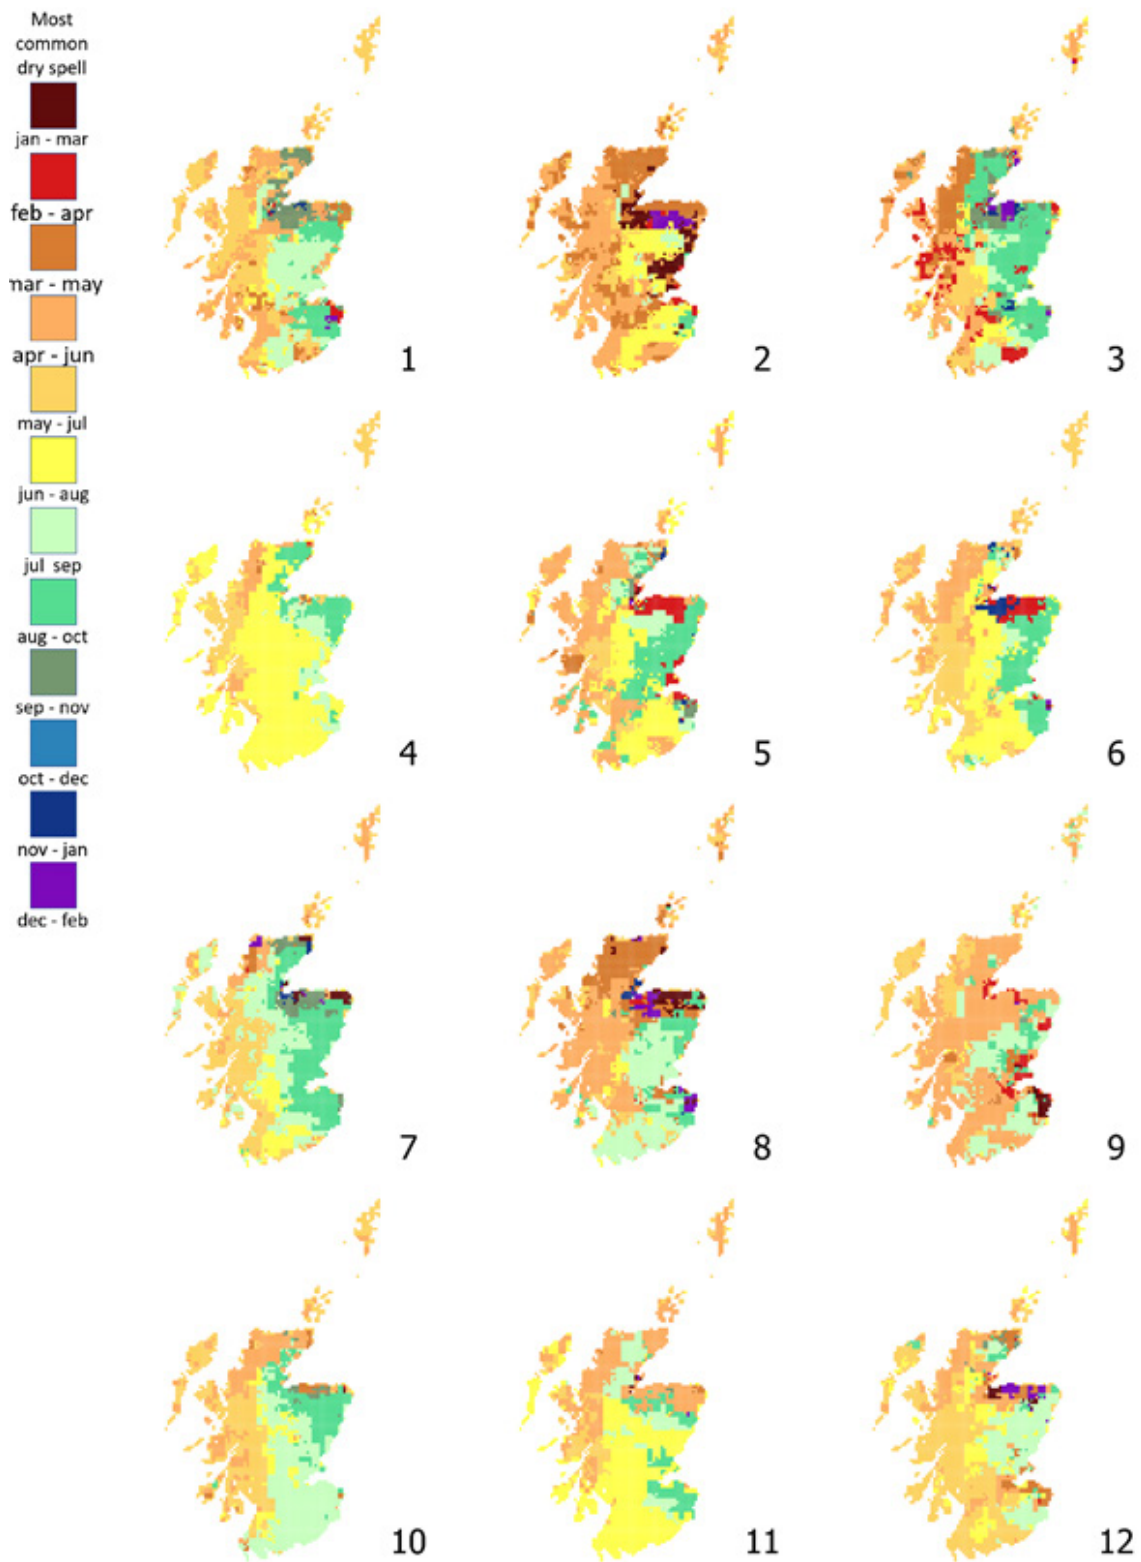 Most
common
dry spell
jan - mar
feb - apr
mar - may
apr - jun
may - jul
jun - aug
jul sep
aug - oct
sep - nov
oct - dec
nov - jan
dec - feb
1
2
3
4
5
6
7
8
9
10
11
12